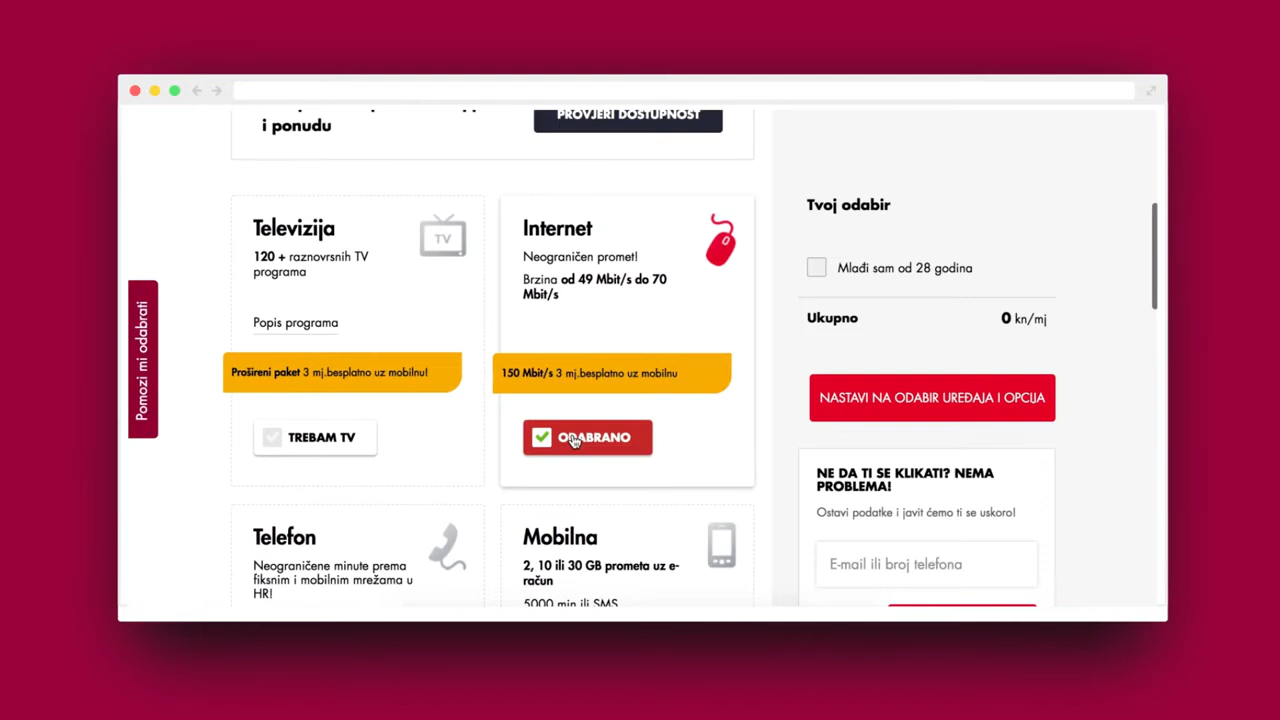 i ponudu
PROVJERI DOSTUPNOST
Pomozi mi odabrati
Televizija
120 + raznovrsnih TV
programa
TV
Popis programa
Prošireni paket 3 mj.besplatno uz mobilnu!
TREBAM TV
Internet
Neograničen promet!
Brzina od 49 Mbit/s do 70
Mbit/s
150 Mbit/s 3 mj.besplatno uz mobilnu
ODABRANO
Telefon
Neograničene minute prema
fiksnim i mobilnim mrežama u
HR!
Mobilna
2, 10 ili 30 GB prometa uz e-
račun
5000 min ili SMS
Tvoj odabir
Mlađi sam od 28 godina
Ukupno 0 kn/mj
NASTAVI NA ODABIR UREĐAJA I OPCIJA
NE DA TI SE KLIKATI? NEMA
PROBLEMA!
Ostavi podatke i javit ćemo ti se uskoro!
E-mail ili broj telefona